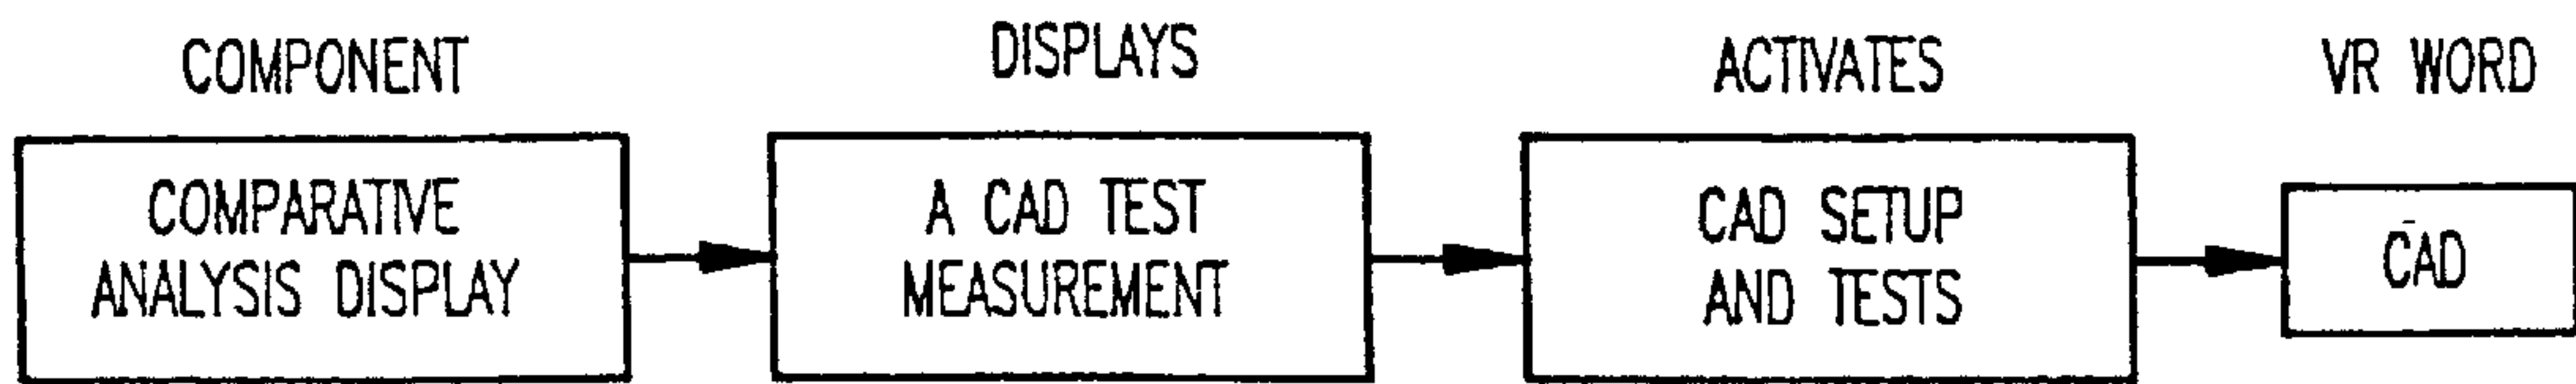 COMPONENT
DISPLAYS
ACTIVATES
VR WORD
COMPARATIVE
ANALYSIS DISPLAY
A CAD TEST
MEASUREMENT
CAD SETUP
AND TESTS
CAD